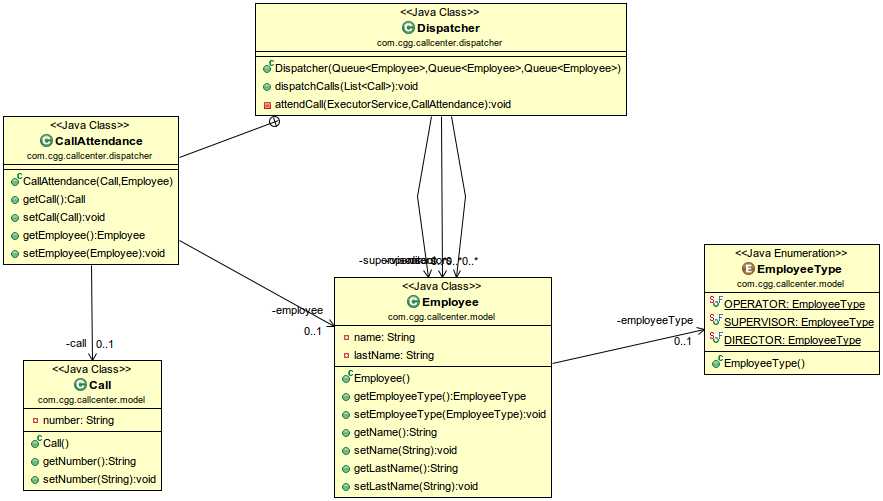 <<Java Class>>
Dispatcher
com.cgg.callcenter.dispatcher
Dispatcher(Queue<Employee>,Queue<Employee>,Queue<Employee>)
dispatchCalls(List<Call>):void
attendCall(ExecutorService,CallAttendance):void
<<Java Class>>
CallAttendance
com.cgg.callcenter.dispatcher
CallAttendance(Call,Employee)
getCall():Call
setCall(Call):void
getEmployee():Employee
setEmployee(Employee):void
0..*
-employee
0..1
-call 0..1
<<Java Class>>
Call
com.cgg.callcenter.model
number: String
Call()
getNumber():String
setNumber(String):void
<<Java Class>>
Employee
com.cgg.callcenter.model
name: String
lastName: String
Employee()
getEmployeeType():EmployeeType
setEmployeeType(EmployeeType):void
getName():String
setName(String):void
getLastName():String
setLastName(String):void
-employeeType
0..1
<<Java Enumeration>>
EmployeeType
com.cgg.callcenter.model
OPERATOR: EmployeeType
SUPERVISOR: EmployeeType
DIRECTOR: EmployeeType
EmployeeType()